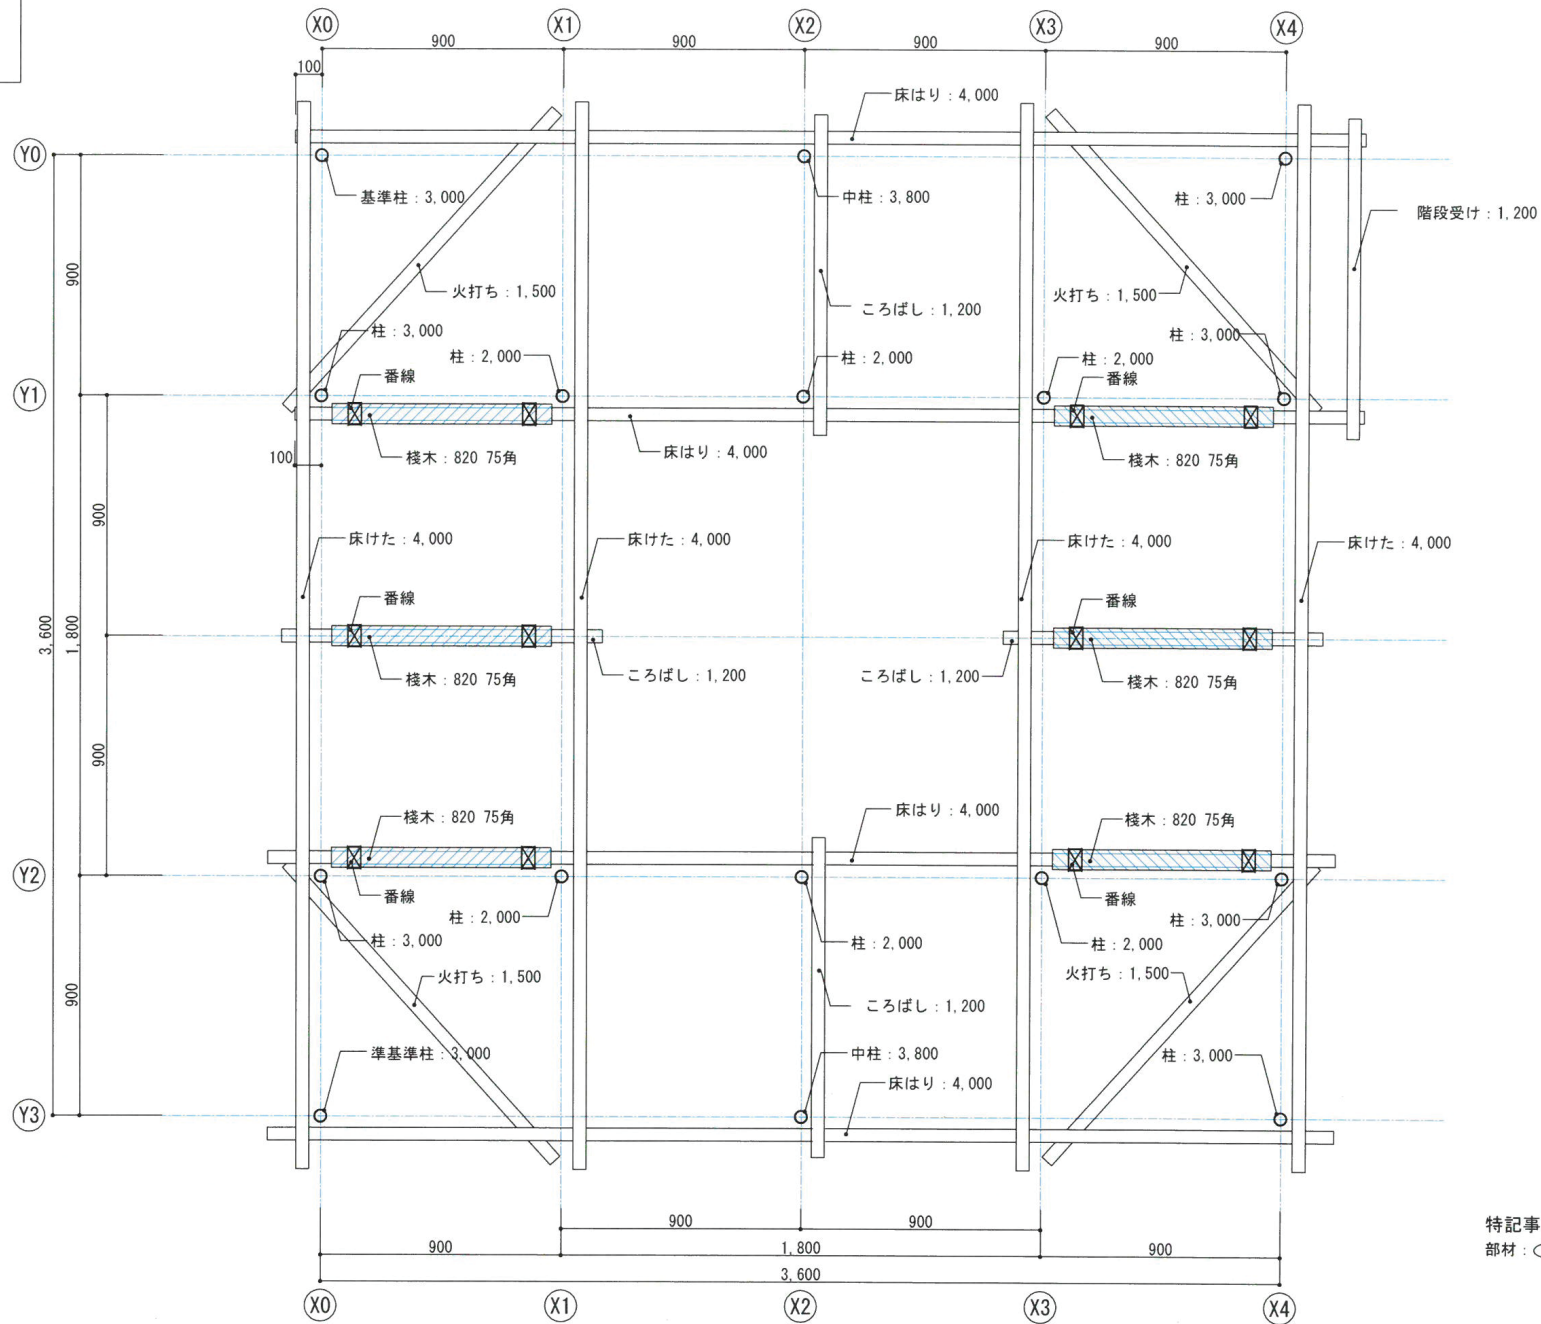 X0 X1 X2 X3 X4
900 900 900 900
100
床はり：4,000
Y0
基準柱：3,000
中柱：3,800
柱：3,000
階段受け：1,200
900
火打ち：1,500
火打ち：1,500
ころばし：1,200
柱：3,000
柱：3,000
柱：2,000
柱：2,000
柱：2,000
番線
番線
Y1
床はり：4,000
桟木：820 75角
桟木：820 75角
100
900
床けた：4,000
床けた：4,000
床けた：4,000
床けた：4,000
番線
番線
3,600
1,800
桟木：820 75角
ころばし：1,200
ころばし：1,200
桟木：820 75角
900
桟木：820 75角
床はり：4,000
桟木：820 75角
Y2
番線
番線
柱：2,000
柱：3,000
柱：3,000
柱：2,000
柱：2,000
火打ち：1,500
火打ち：1,500
900
ころばし：1,200
準基準柱：3,000
中柱：3,800
柱：3,000
床はり：4,000
Y3
900 900
900 1,800 900
3,600
特記事
部材：
X0 X1 X2 X3 X4